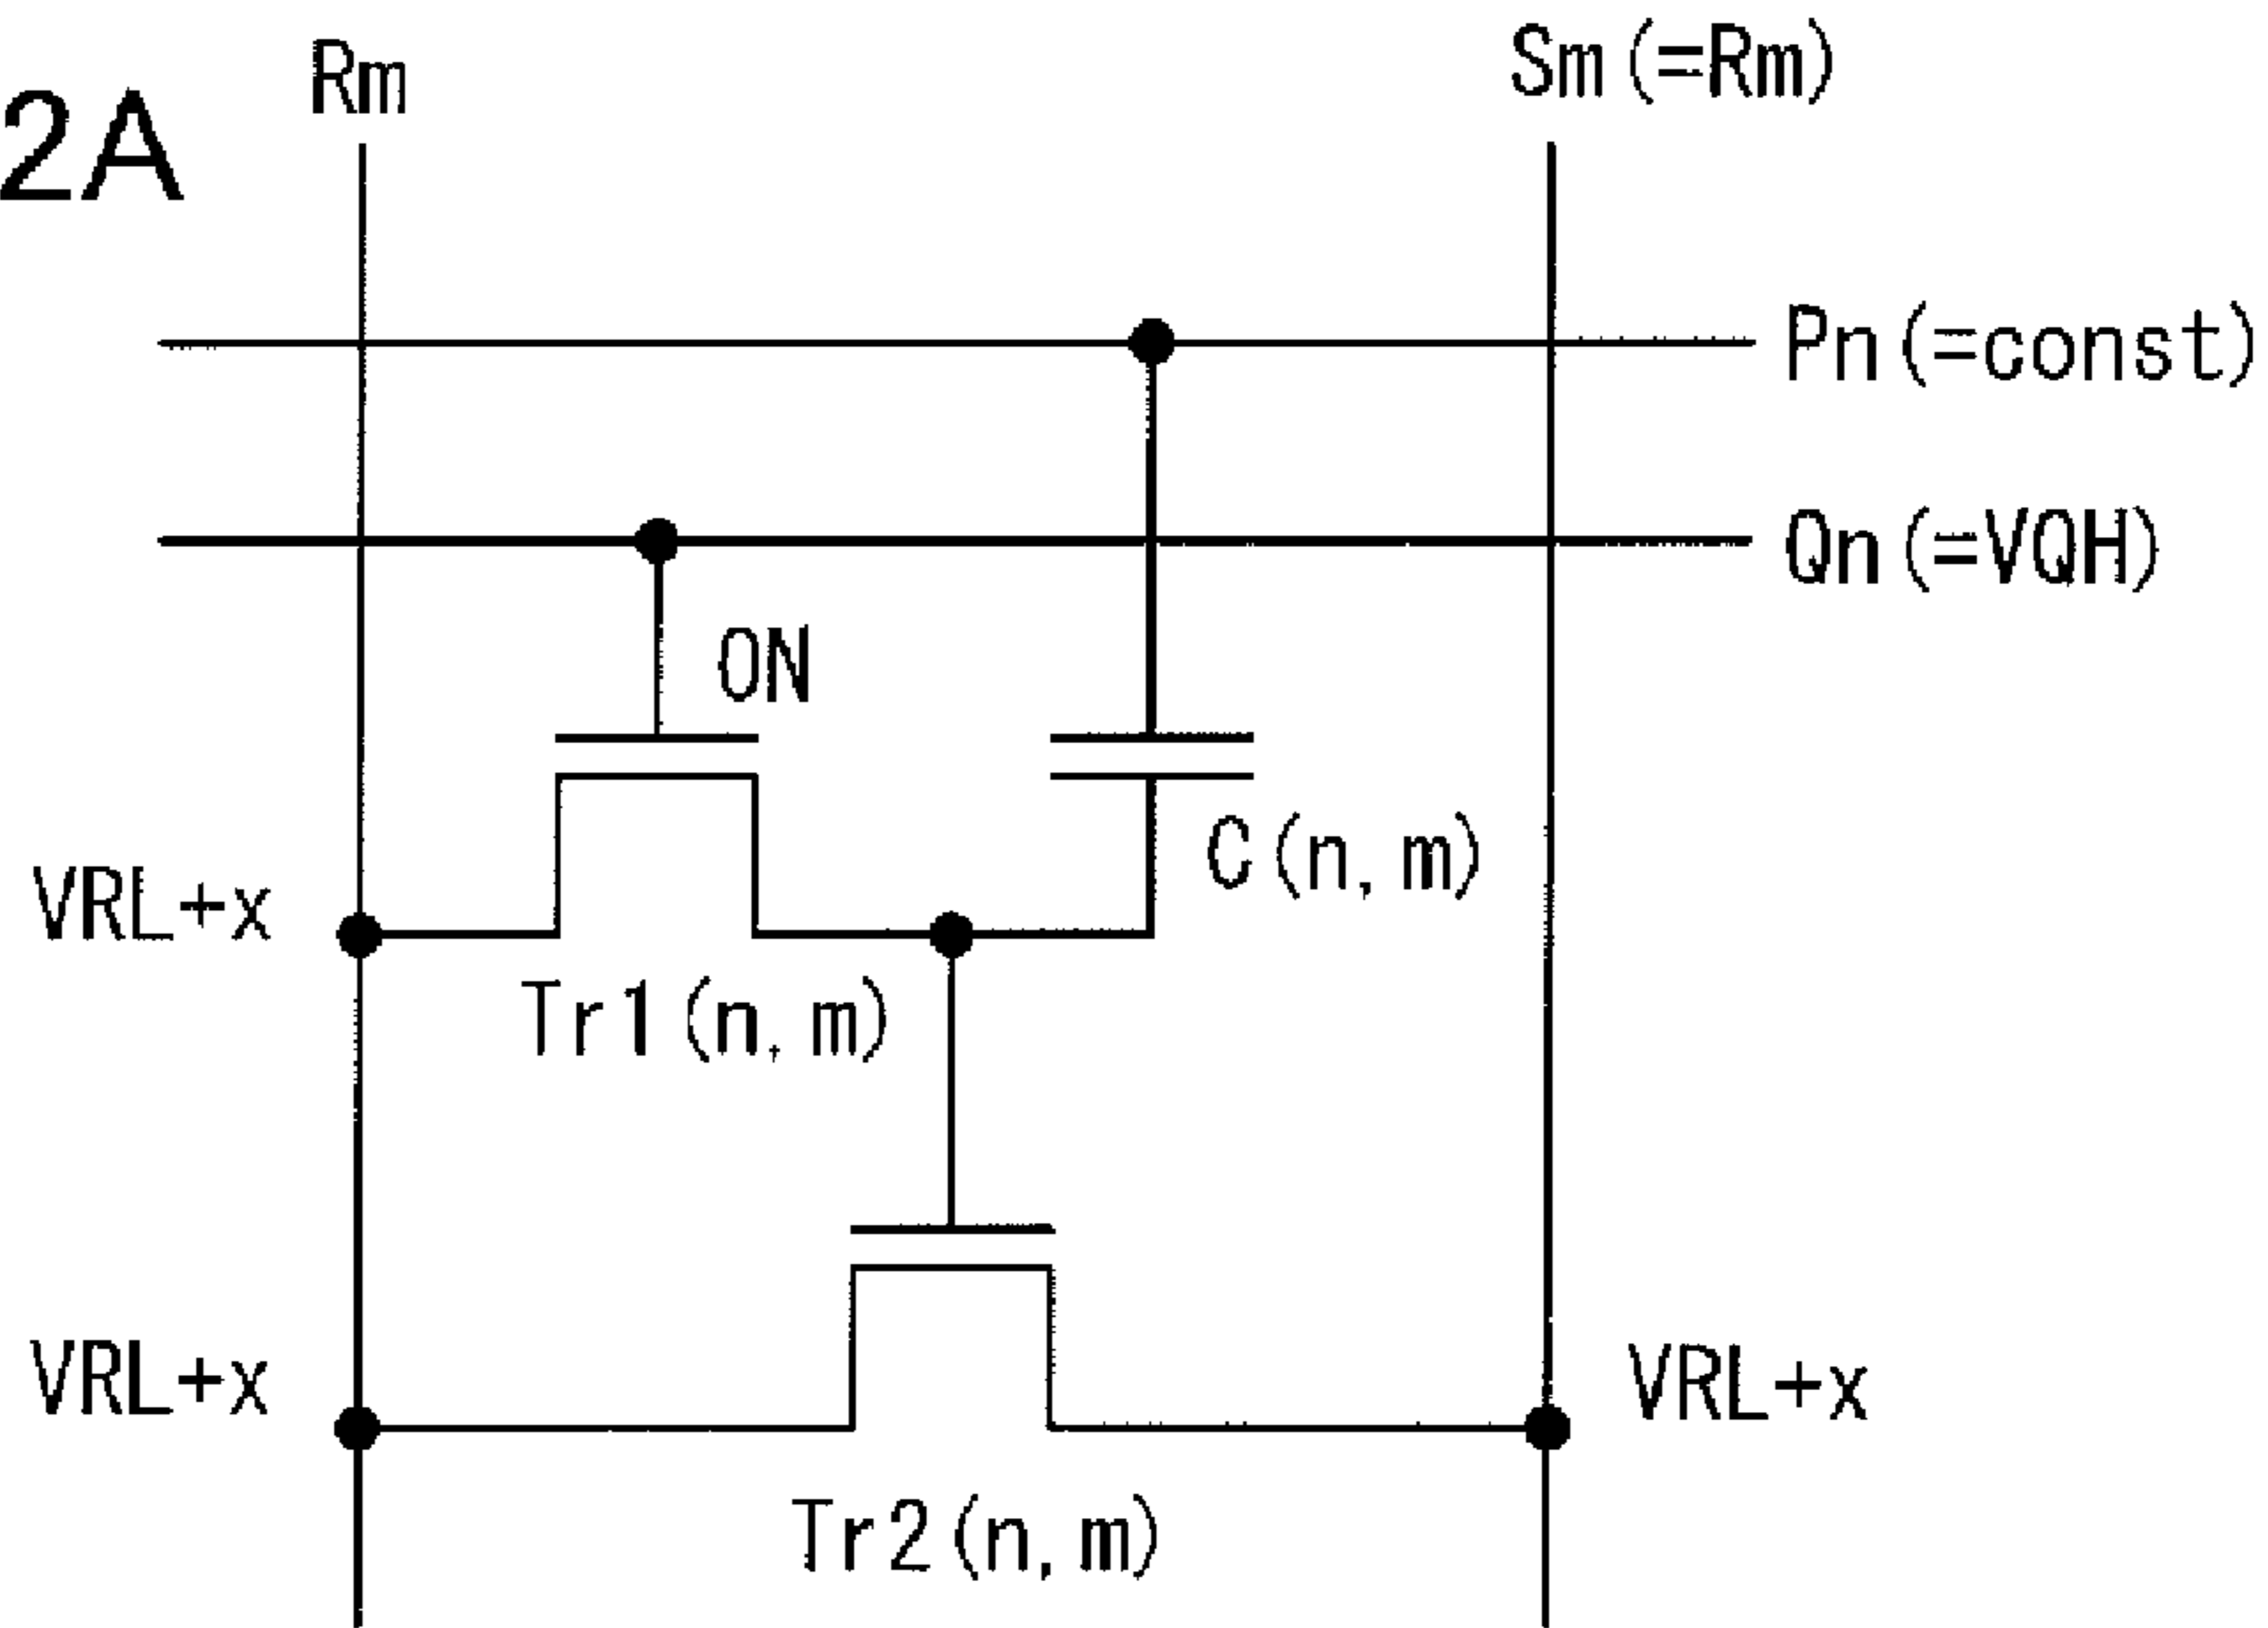 2A
Rm
Sm(=Rm)
Pn(=const)
Qn(=VQH)
ON
C(n,m)
VRL+x
Tr1(n,m)
VRL+x
VRL+x
Tr2(n,m)